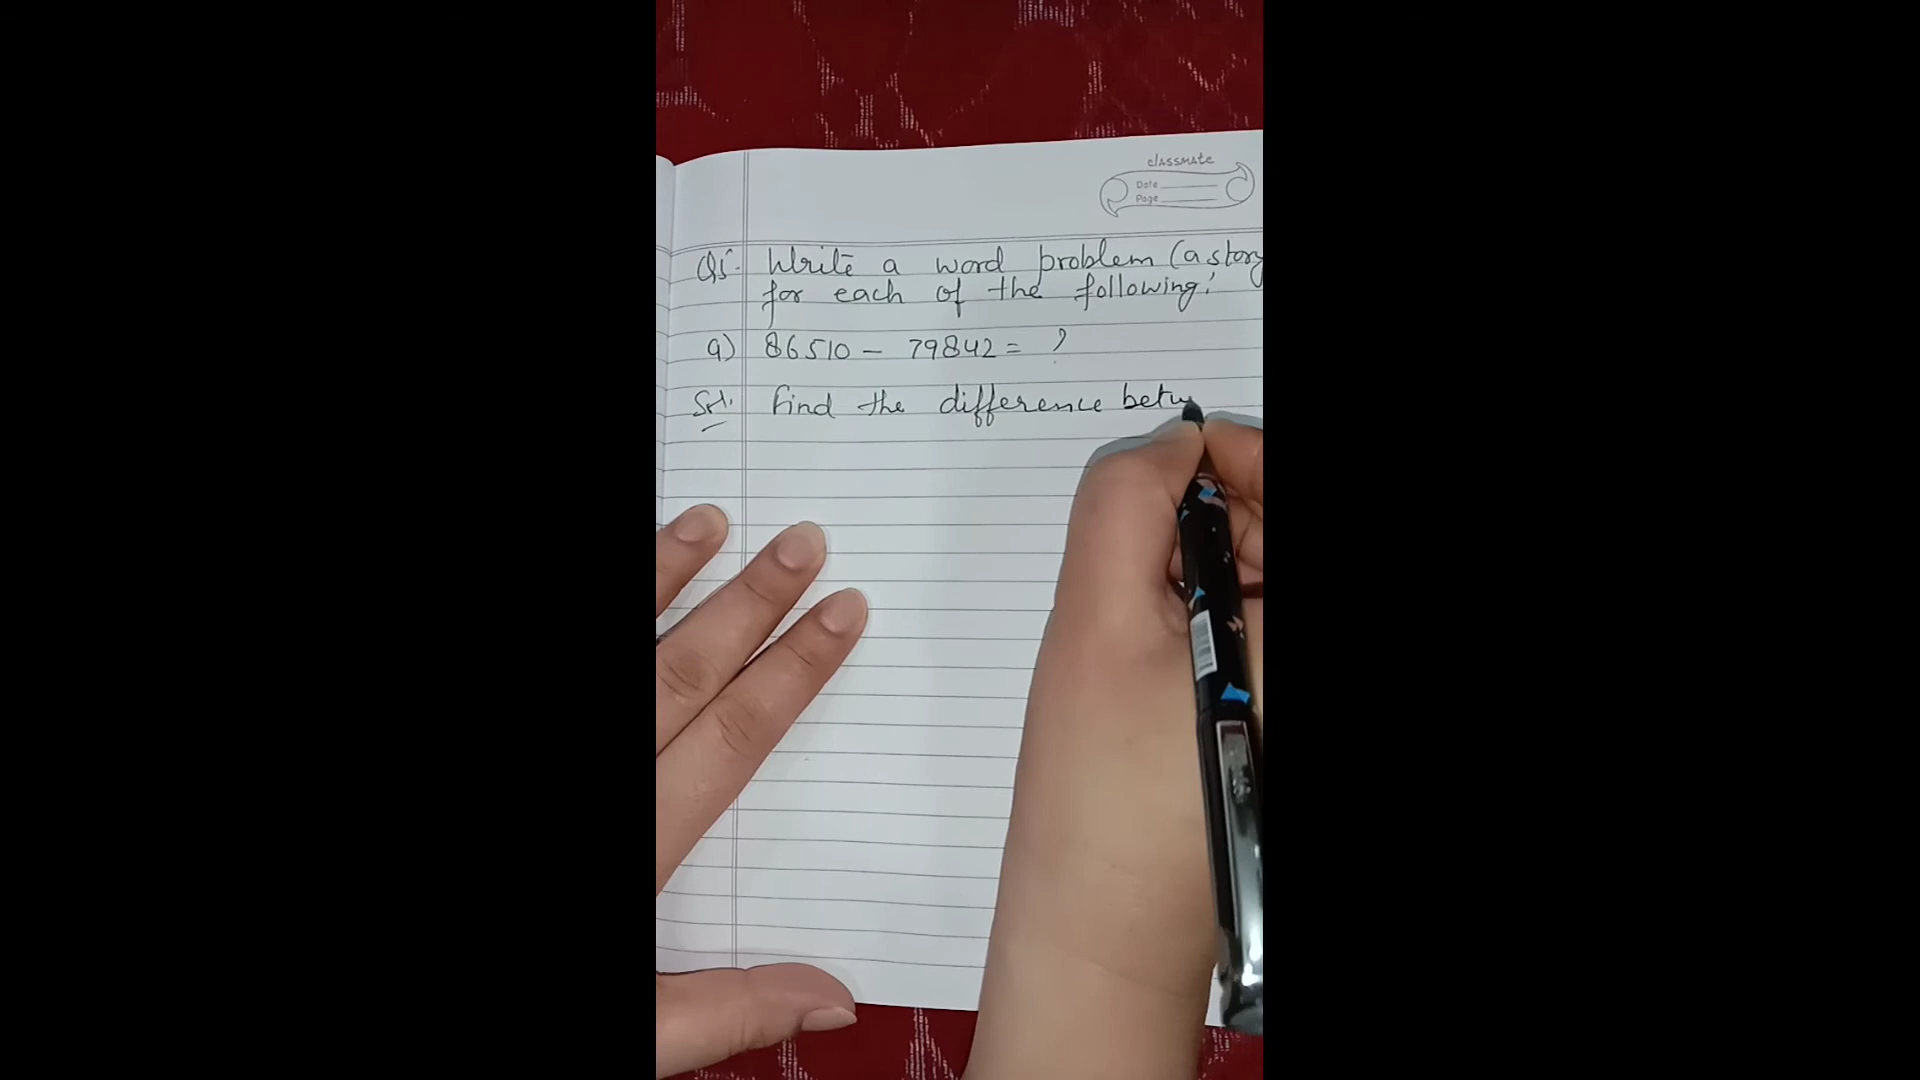 classmate
Date
Page
Q5. Write a word problem (a story
for each of the following:
a) 86510 - 79842 = ?
Sol. Find the difference betw